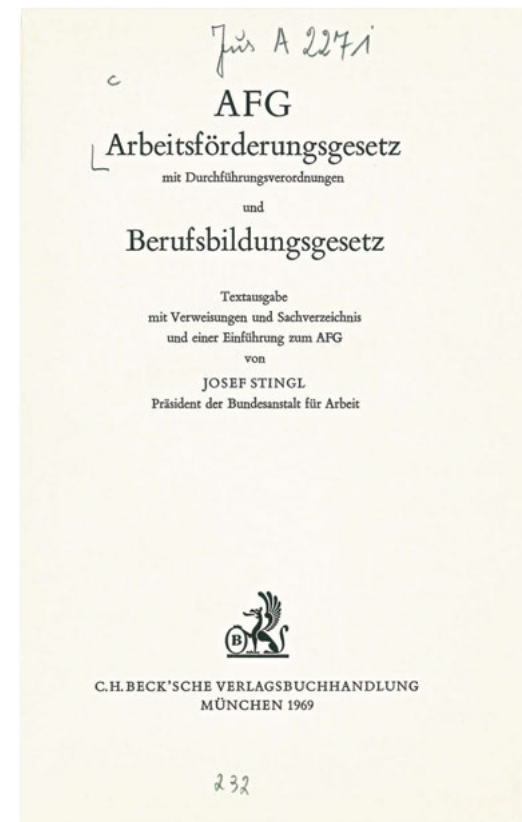 Jus A 2271
c
AFG
Arbeitsförderungsgesetz
mit Durchführungsverordnungen
und
Berufsbildungsgesetz
Textausgabe
mit Verweisungen und Sachverzeichnis
und einer Einführung zum AFG
von
JOSEF STINGL
Präsident der Bundesanstalt für Arbeit
B
C.H.BECK'SCHE VERLAGSBUCHHANDLUNG
MÜNCHEN 1969
232